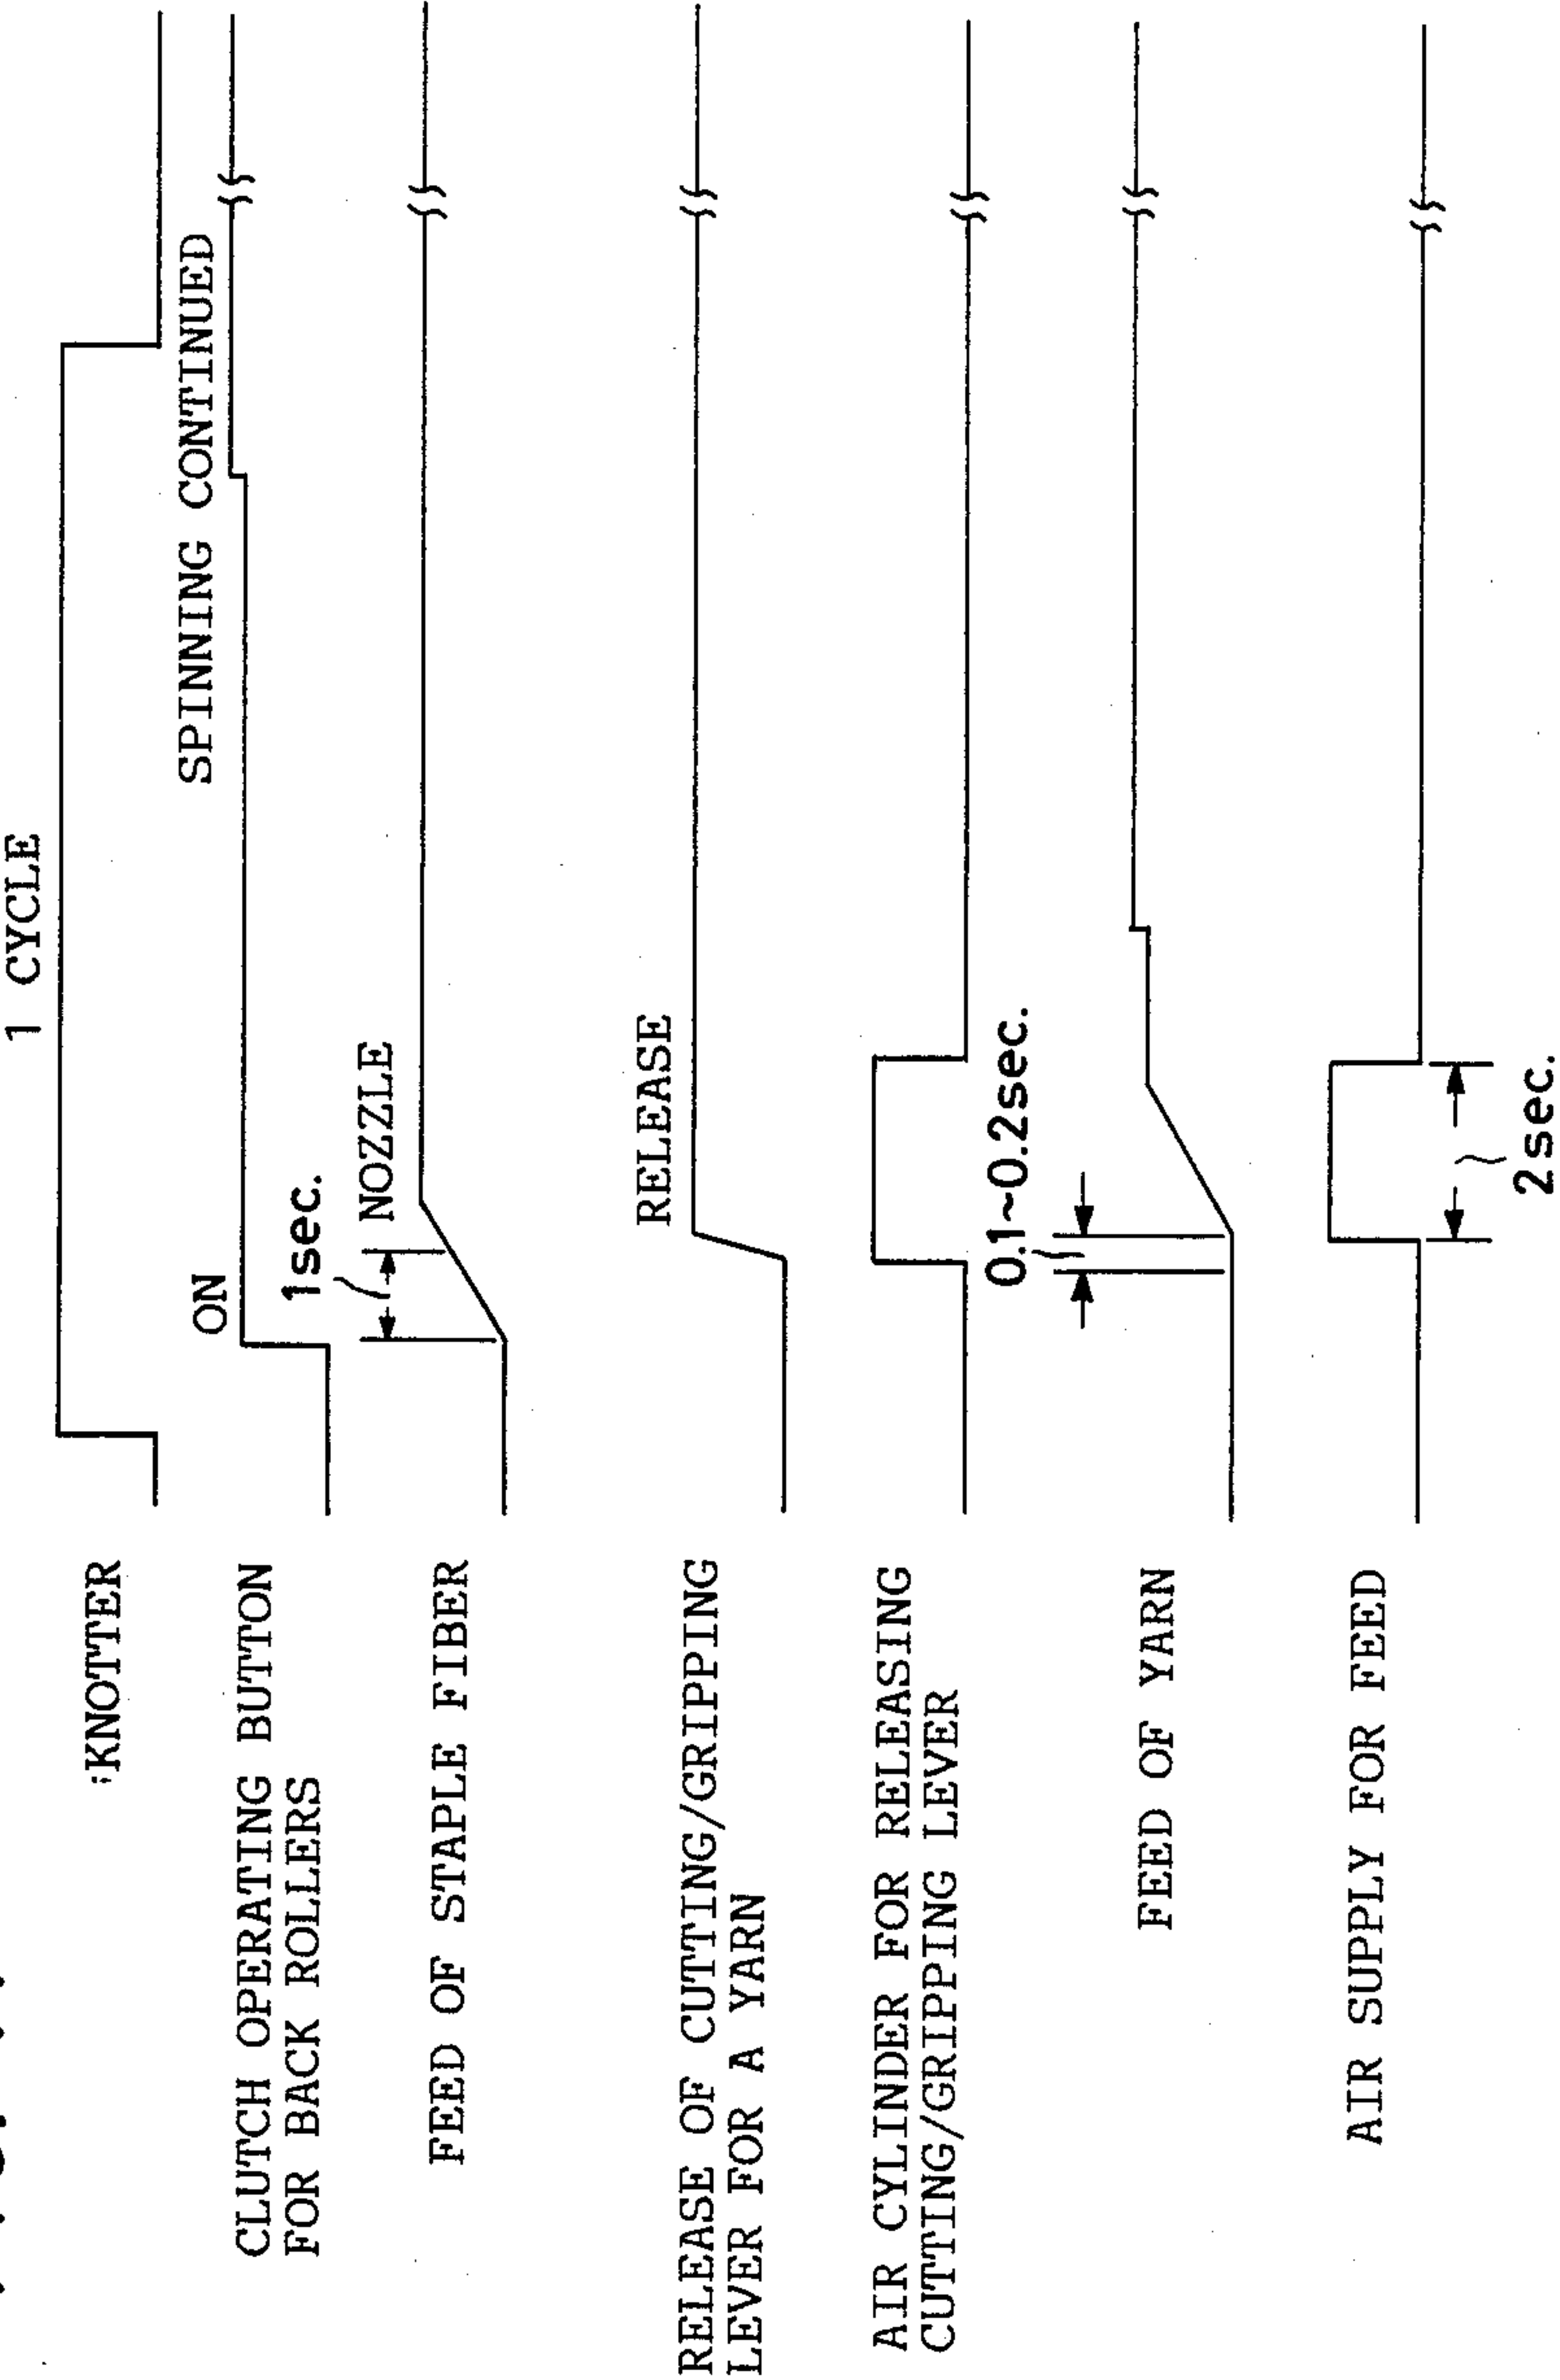 1 CYCLE
KNOTTER
CLUTCH OPERATING BUTTON
FOR BACK ROLLERS
ON
SPINNING CONTINUED
1sec.
FEED OF STAPLE FIBER
NOZZLE
RELEASE OF CUTTING/GRIPPING
LEVER FOR A YARN
RELEASE
AIR CYLINDER FOR RELEASING
CUTTING/GRIPPING LEVER
0.1~0.2sec.
FEED OF YARN
AIR SUPPLY FOR FEED
2sec.